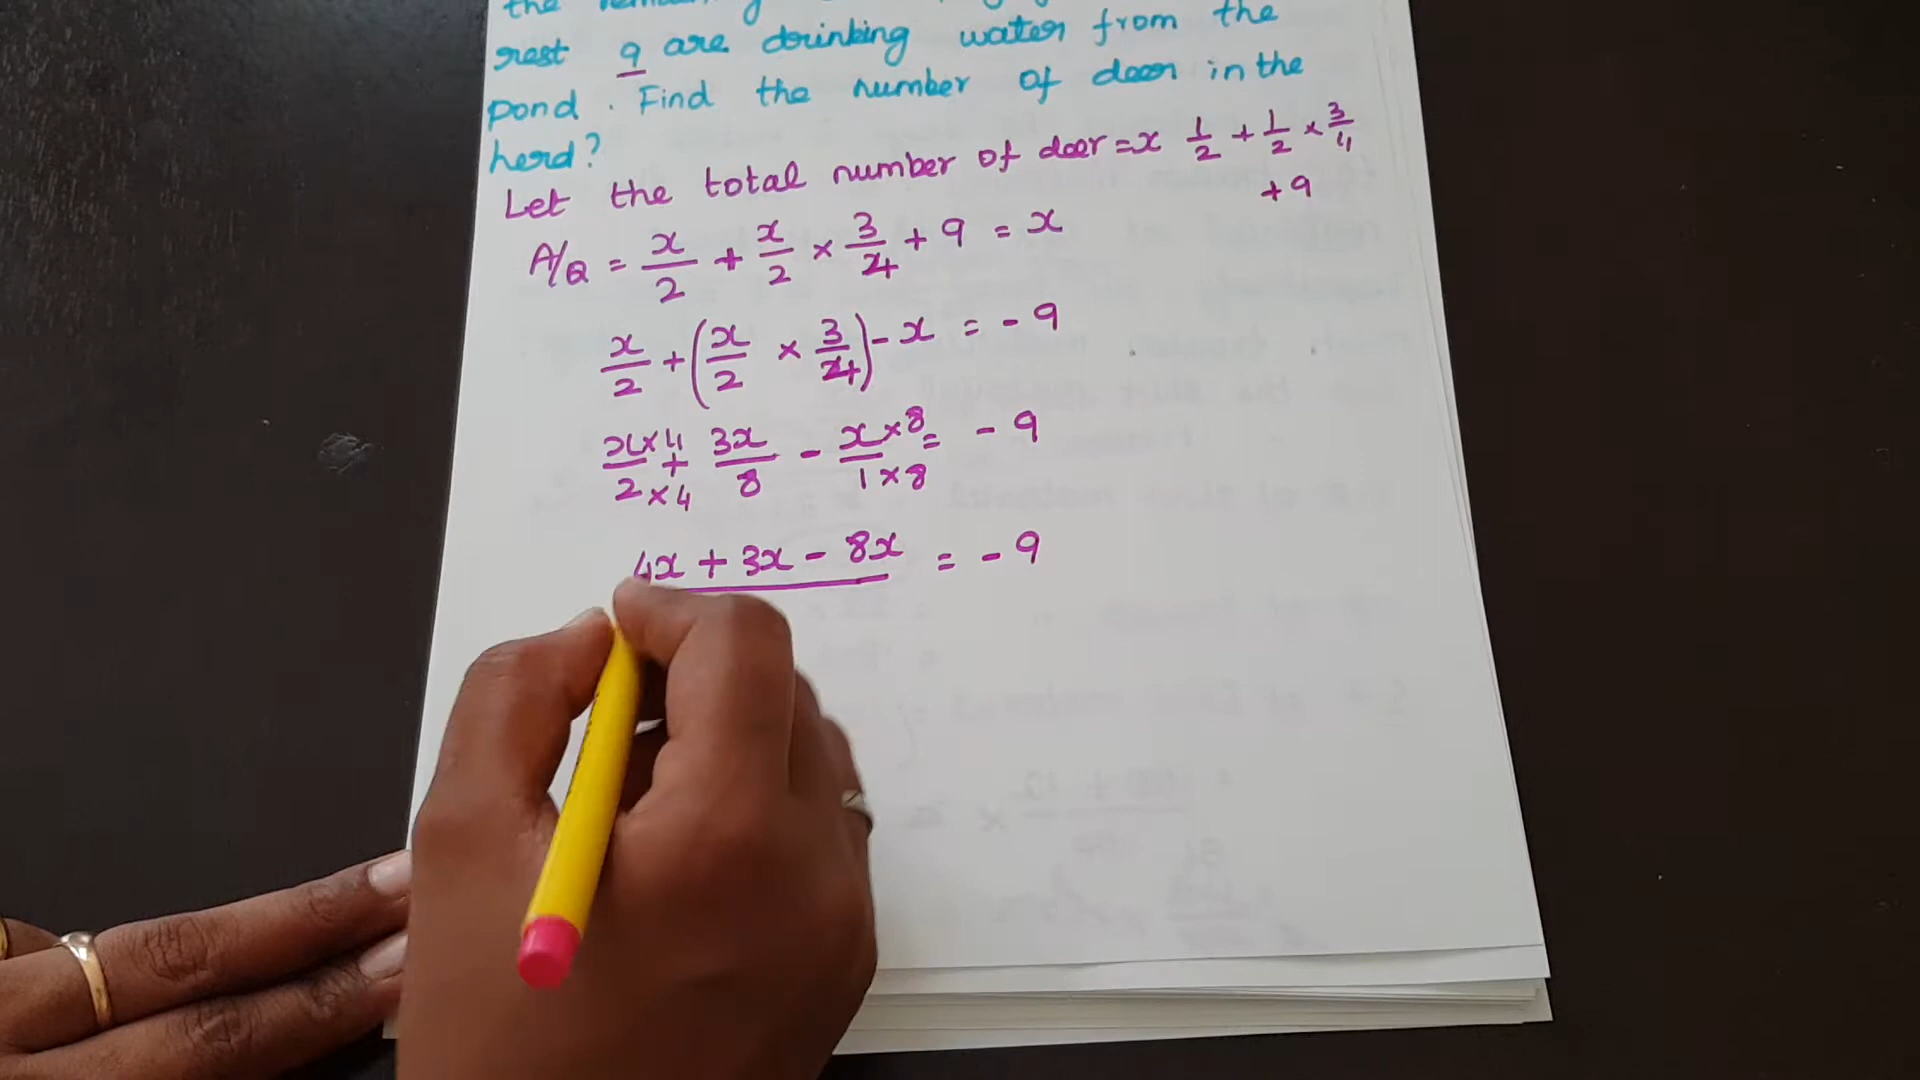 the
rest 9 are drinking water from the
pond . Find the number of deer in the
herd?
Let the total number of deer = x 1/2 + 1/2 × 3/4
+ 9
A/Q = x/2 + x/2 × 3/4 + 9 = x
x/2 + (x/2 × 3/4) - x = - 9
x×4/2×4 + 3x/8 - x×8/1×8 = - 9
4x + 3x - 8x = - 9